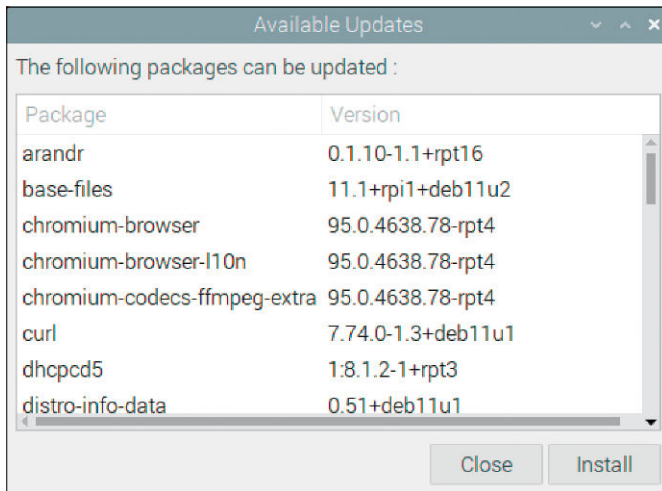 Available Updates
The following packages can be updated :
Package Version
arandr 0.1.10-1.1+rpt16
base-files 11.1+rpi1+deb11u2
chromium-browser 95.0.4638.78-rpt4
chromium-browser-l10n 95.0.4638.78-rpt4
chromium-codecs-ffmpeg-extra 95.0.4638.78-rpt4
curl 7.74.0-1.3+deb11u1
dhcpcd5 1:8.1.2-1+rpt3
distro-info-data 0.51+deb11u1
Close Install